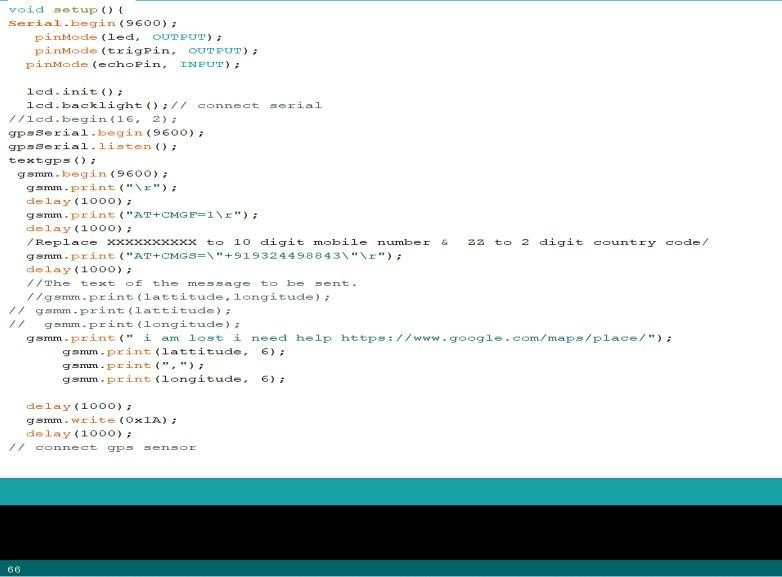 void setup(){
Serial.begin(9600);
pinMode(led, OUTPUT);
pinMode(trigPin, OUTPUT);
pinMode(echoPin, INPUT);
lcd.init();
lcd.backlight();// connect serial
//lcd.begin(16, 2);
gpsSerial.begin(9600);
gpsSerial.listen();
textgps();
gsmm.begin(9600);
gsmm.print("\r");
delay(1000);
gsmm.print("AT+CMGF=1\r");
delay(1000);
/Replace XXXXXXXXXX to 10 digit mobile number & ZZ to 2 digit country code/
gsmm.print("AT+CMGS=\"+919324498843\"\r");
delay(1000);
//The text of the message to be sent.
//gsmm.print(lattitude,longitude);
// gsmm.print(lattitude);
// gsmm.print(longitude);
gsmm.print(" i am lost i need help https://www.google.com/maps/place/");
gsmm.print(lattitude, 6);
gsmm.print(",");
gsmm.print(longitude, 6);
delay(1000);
gsmm.write(0x1A);
delay(1000);
// connect gps sensor
66